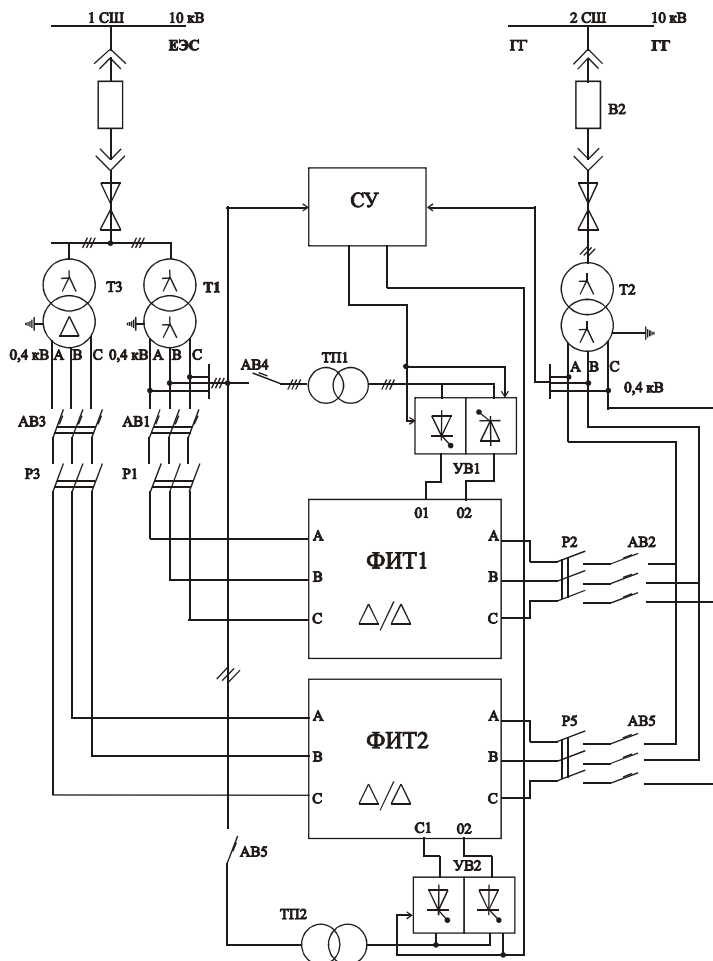 1 СШ 10 кВ
ЕЭС
2 СШ 10 кВ
ГГ ГГ
В2
СУ
Т3
Т1
Т2
0,4 кВ А В С
0,4 кВ А В С
АВ4
ТП1
А В С
0,4 кВ
АВ3
АВ1
Р3
Р1
УВ1
01 02
ФИТ1
А
В
С
А
В
С
Р2
АВ2
ФИТ2
А
В
С
А
В
С
Р5
АВ5
С1 02
УВ2
АВ5
ТП2